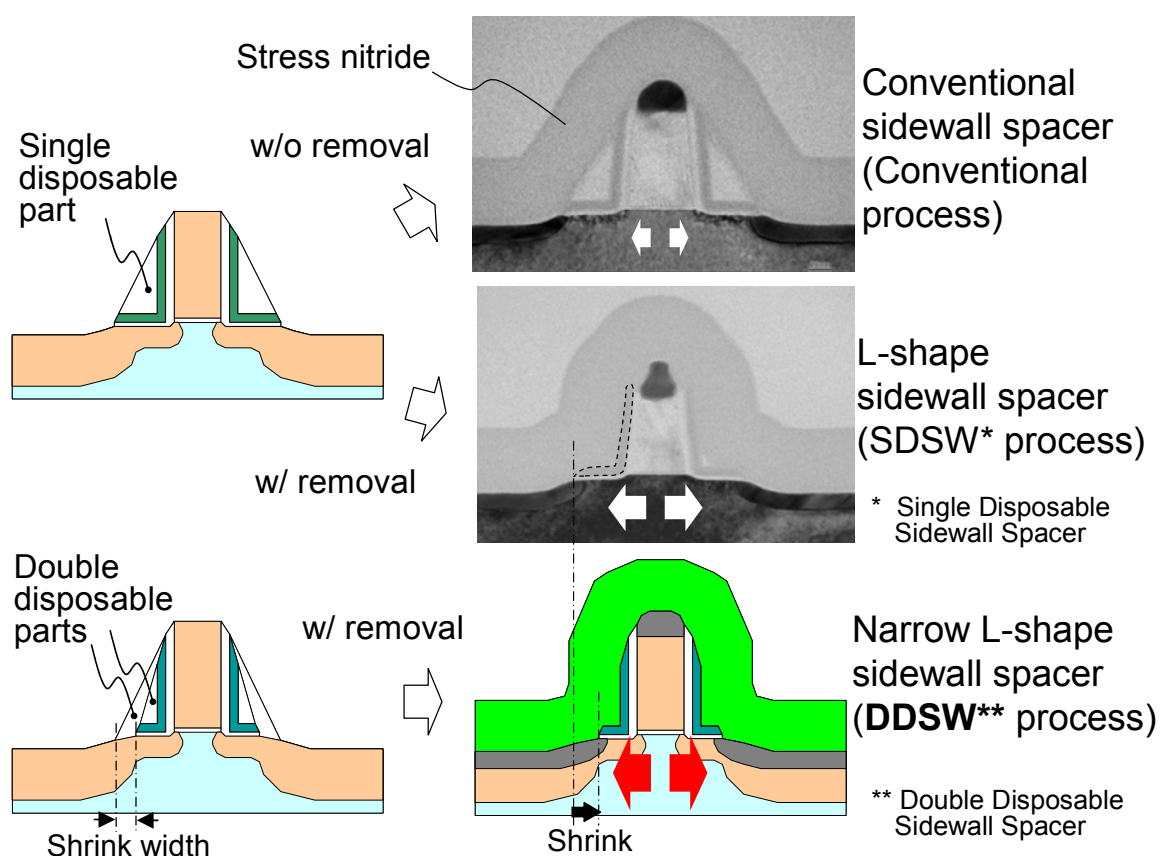 Stress nitride
w/o removal
Single
disposable
part
Conventional
sidewall spacer
(Conventional
process)
w/ removal
L-shape
sidewall spacer
(SDSW* process)
* Single Disposable
Sidewall Spacer
Double
disposable
parts
w/ removal
Narrow L-shape
sidewall spacer
(DDSW** process)
** Double Disposable
Sidewall Spacer
Shrink width
Shrink